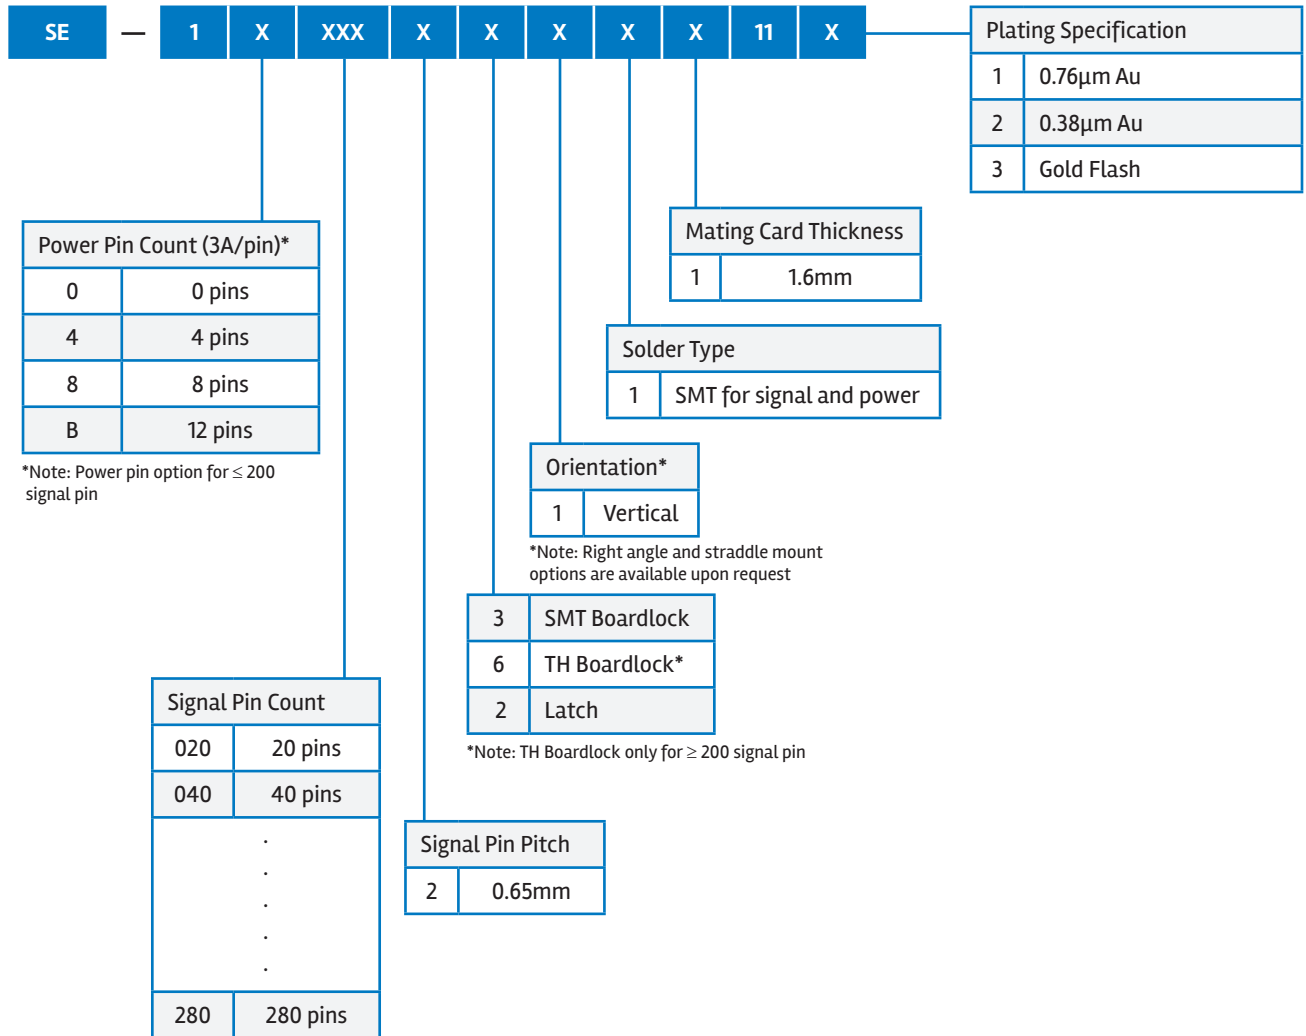 SE — 1 X XXX X X X X X 11 X
Plating Specification
1 0.76µm Au
2 0.38µm Au
3 Gold Flash
Mating Card Thickness
1 1.6mm
Power Pin Count (3A/pin)*
0 0 pins
4 4 pins
8 8 pins
B 12 pins
*Note: Power pin option for ≤ 200
signal pin
Solder Type
1 SMT for signal and power
Orientation*
1 Vertical
*Note: Right angle and straddle mount
options are available upon request
3 SMT Boardlock
6 TH Boardlock*
2 Latch
*Note: TH Boardlock only for ≥ 200 signal pin
Signal Pin Count
020 20 pins
040 40 pins
.
.
.
.
.
280 280 pins
Signal Pin Pitch
2 0.65mm